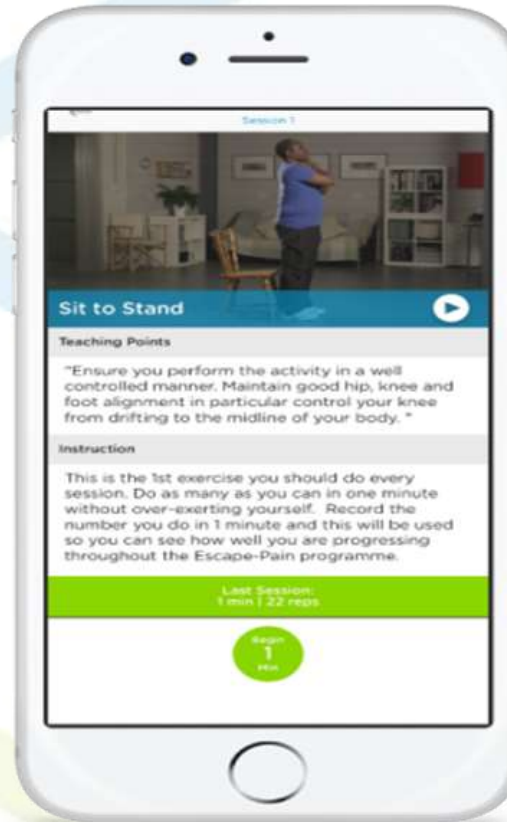 Session 1
Sit to Stand
Teaching Points
"Ensure you perform the activity in a well
controlled manner. Maintain good hip, knee and
foot alignment in particular control your knee
from drifting to the midline of your body. "
Instruction
This is the 1st exercise you should do every
session. Do as many as you can in one minute
without over-exerting yourself.  Record the
number you do in 1 minute and this will be used
so you can see how well you are progressing
throughout the Escape-Pain programme.
Last Session:
1 min | 22 reps
Begin
1
Min